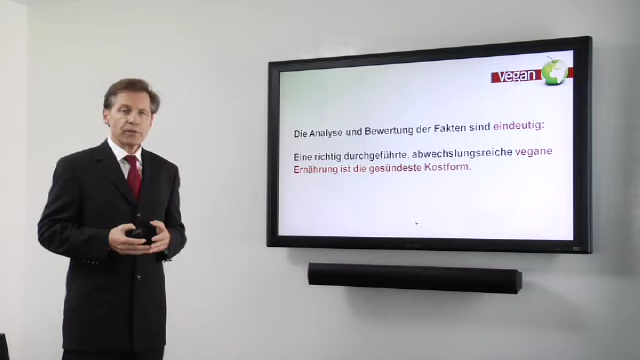 vegan
Die Analyse und Bewertung der Fakten sind eindeutig:
Eine richtig durchgeführte, abwechslungsreiche vegane
Ernährung ist die gesündeste Kostform.